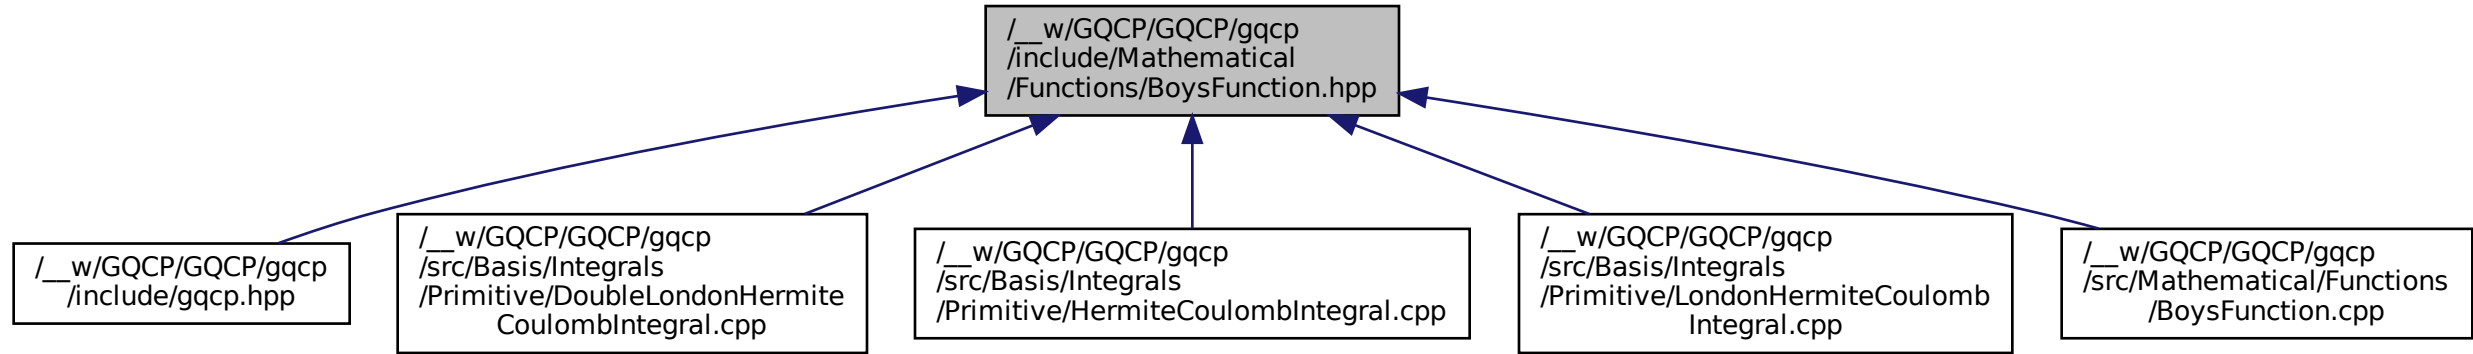 /__w/GQCP/GQCP/gqcp
/include/Mathematical
/Functions/BoysFunction.hpp
/__w/GQCP/GQCP/gqcp
/include/gqcp.hpp
/__w/GQCP/GQCP/gqcp
/src/Basis/Integrals
/Primitive/DoubleLondonHermite
CoulombIntegral.cpp
/__w/GQCP/GQCP/gqcp
/src/Basis/Integrals
/Primitive/HermiteCoulombIntegral.cpp
/__w/GQCP/GQCP/gqcp
/src/Basis/Integrals
/Primitive/LondonHermiteCoulomb
Integral.cpp
/__w/GQCP/GQCP/gqcp
/src/Mathematical/Functions
/BoysFunction.cpp